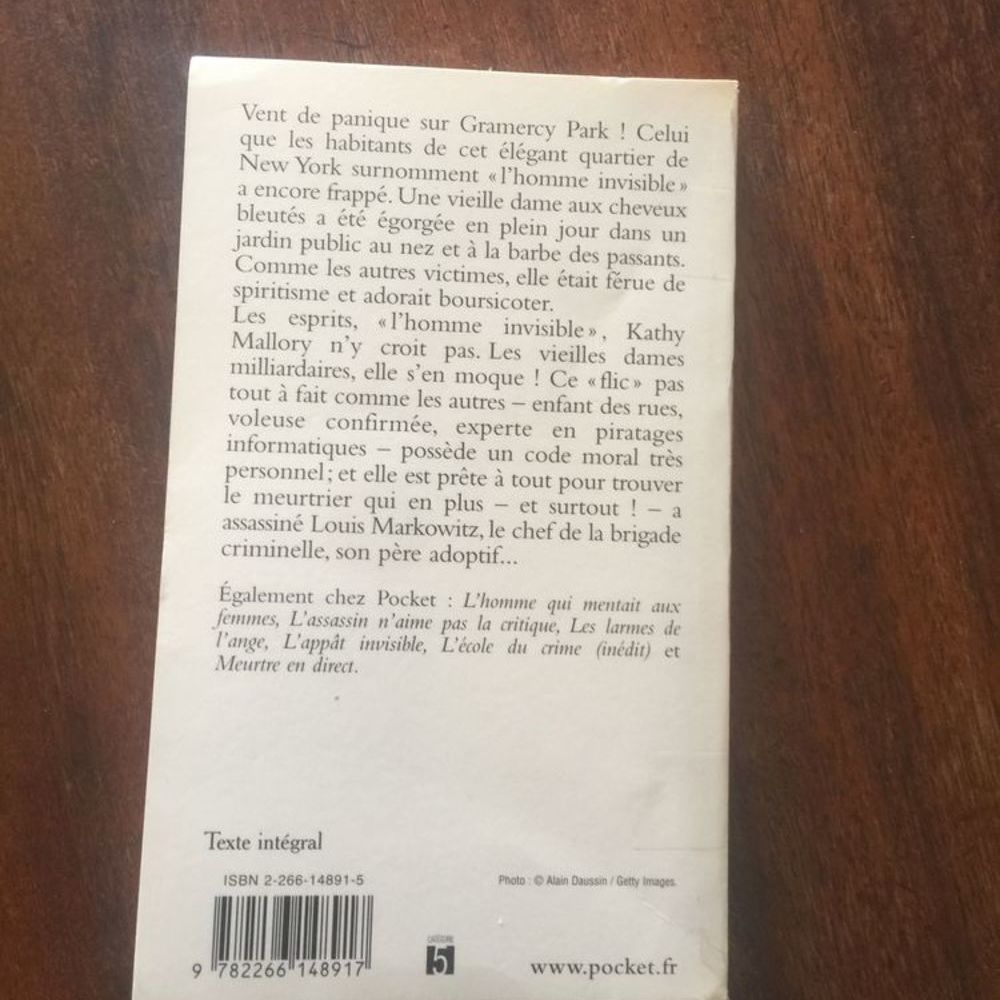 Vent de panique sur Gramercy Park ! Celui
que les habitants de cet élégant quartier de
New York surnomment « l'homme invisible »
a encore frappé. Une vieille dame aux cheveux
bleutés a été égorgée en plein jour dans un
jardin public au nez et à la barbe des passants.
Comme les autres victimes, elle était férue de
spiritisme et adorait boursicoter.
Les esprits, « l'homme invisible », Kathy
Mallory n'y croit pas. Les vieilles dames
milliardaires, elle s'en moque ! Ce « flic » pas
tout à fait comme les autres – enfant des rues,
voleuse confirmée, experte en piratages
informatiques – possède un code moral très
personnel ; et elle est prête à tout pour trouver
le meurtrier qui en plus – et surtout ! – a
assassiné Louis Markowitz, le chef de la brigade
criminelle, son père adoptif...
Également chez Pocket : L'homme qui mentait aux
femmes, L'assassin n'aime pas la critique, Les larmes de
l'ange, L'appât invisible, L'école du crime (inédit) et
Meurtre en direct.
Texte intégral
ISBN 2-266-14891-5
Photo : © Alain Daussin / Getty Images.
9 782266 148917
CATÉGORIE
5
www.pocket.fr